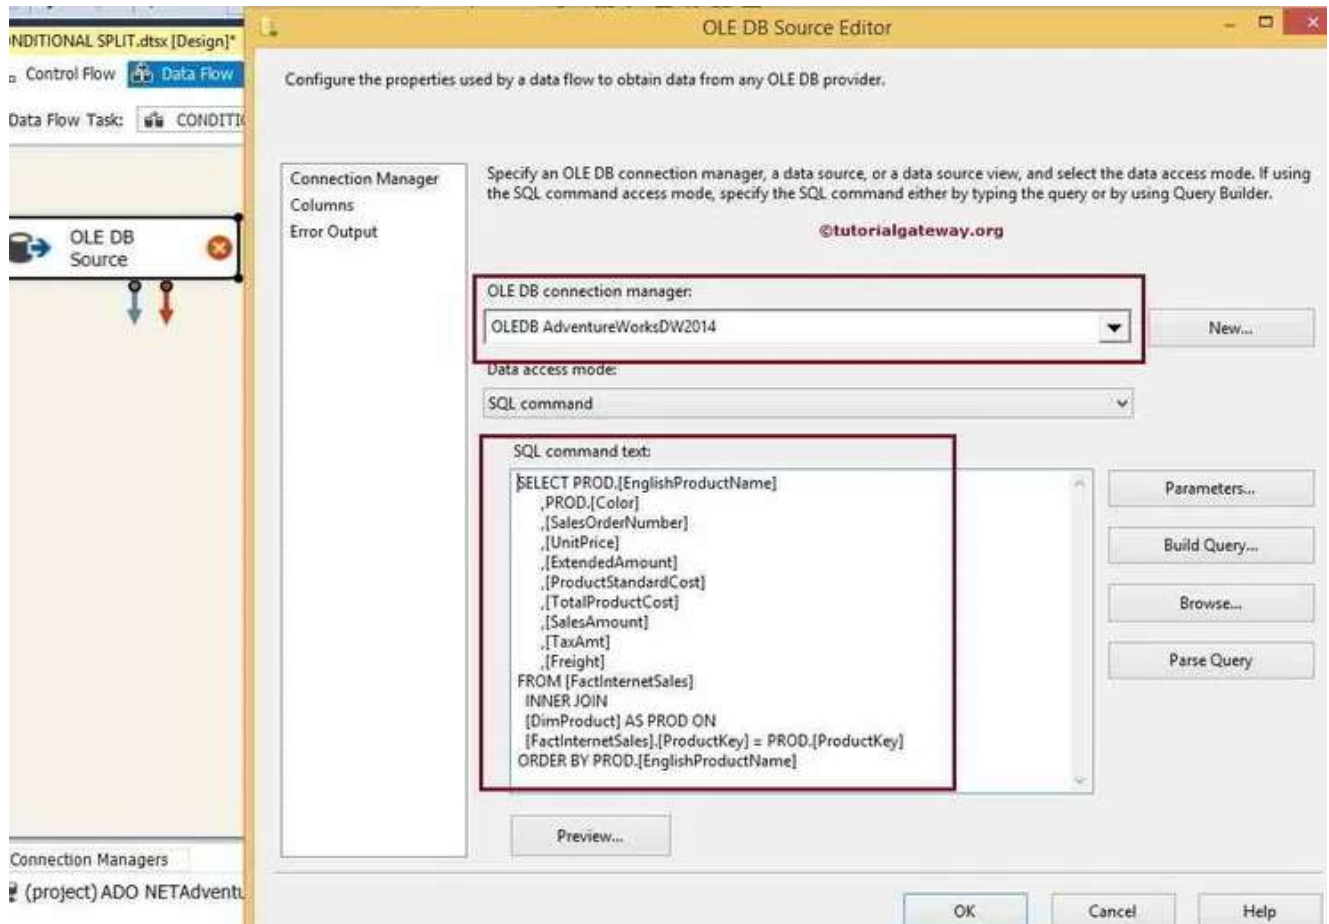 OLE DB Source Editor
NDITIONAL SPLIT.dtsx [Design]*
Control Flow Data Flow
Data Flow Task: CONDITI
OLE DB
Source
Configure the properties used by a data flow to obtain data from any OLE DB provider.
Connection Manager
Columns
Error Output
Specify an OLE DB connection manager, a data source, or a data source view, and select the data access mode. If using
the SQL command access mode, specify the SQL command either by typing the query or by using Query Builder.
©tutorialgateway.org
OLE DB connection manager:
OLEDB AdventureWorksDW2014
New...
Data access mode:
SQL command
SQL command text:
SELECT PROD.[EnglishProductName]
,PROD.[Color]
,[SalesOrderNumber]
,[UnitPrice]
,[ExtendedAmount]
,[ProductStandardCost]
,[TotalProductCost]
,[SalesAmount]
,[TaxAmt]
,[Freight]
FROM [FactInternetSales]
INNER JOIN
[DimProduct] AS PROD ON
[FactInternetSales].[ProductKey] = PROD.[ProductKey]
ORDER BY PROD.[EnglishProductName]
Parameters...
Build Query...
Browse...
Parse Query
Preview...
Connection Managers
(project) ADO NETAdventu
OK Cancel Help